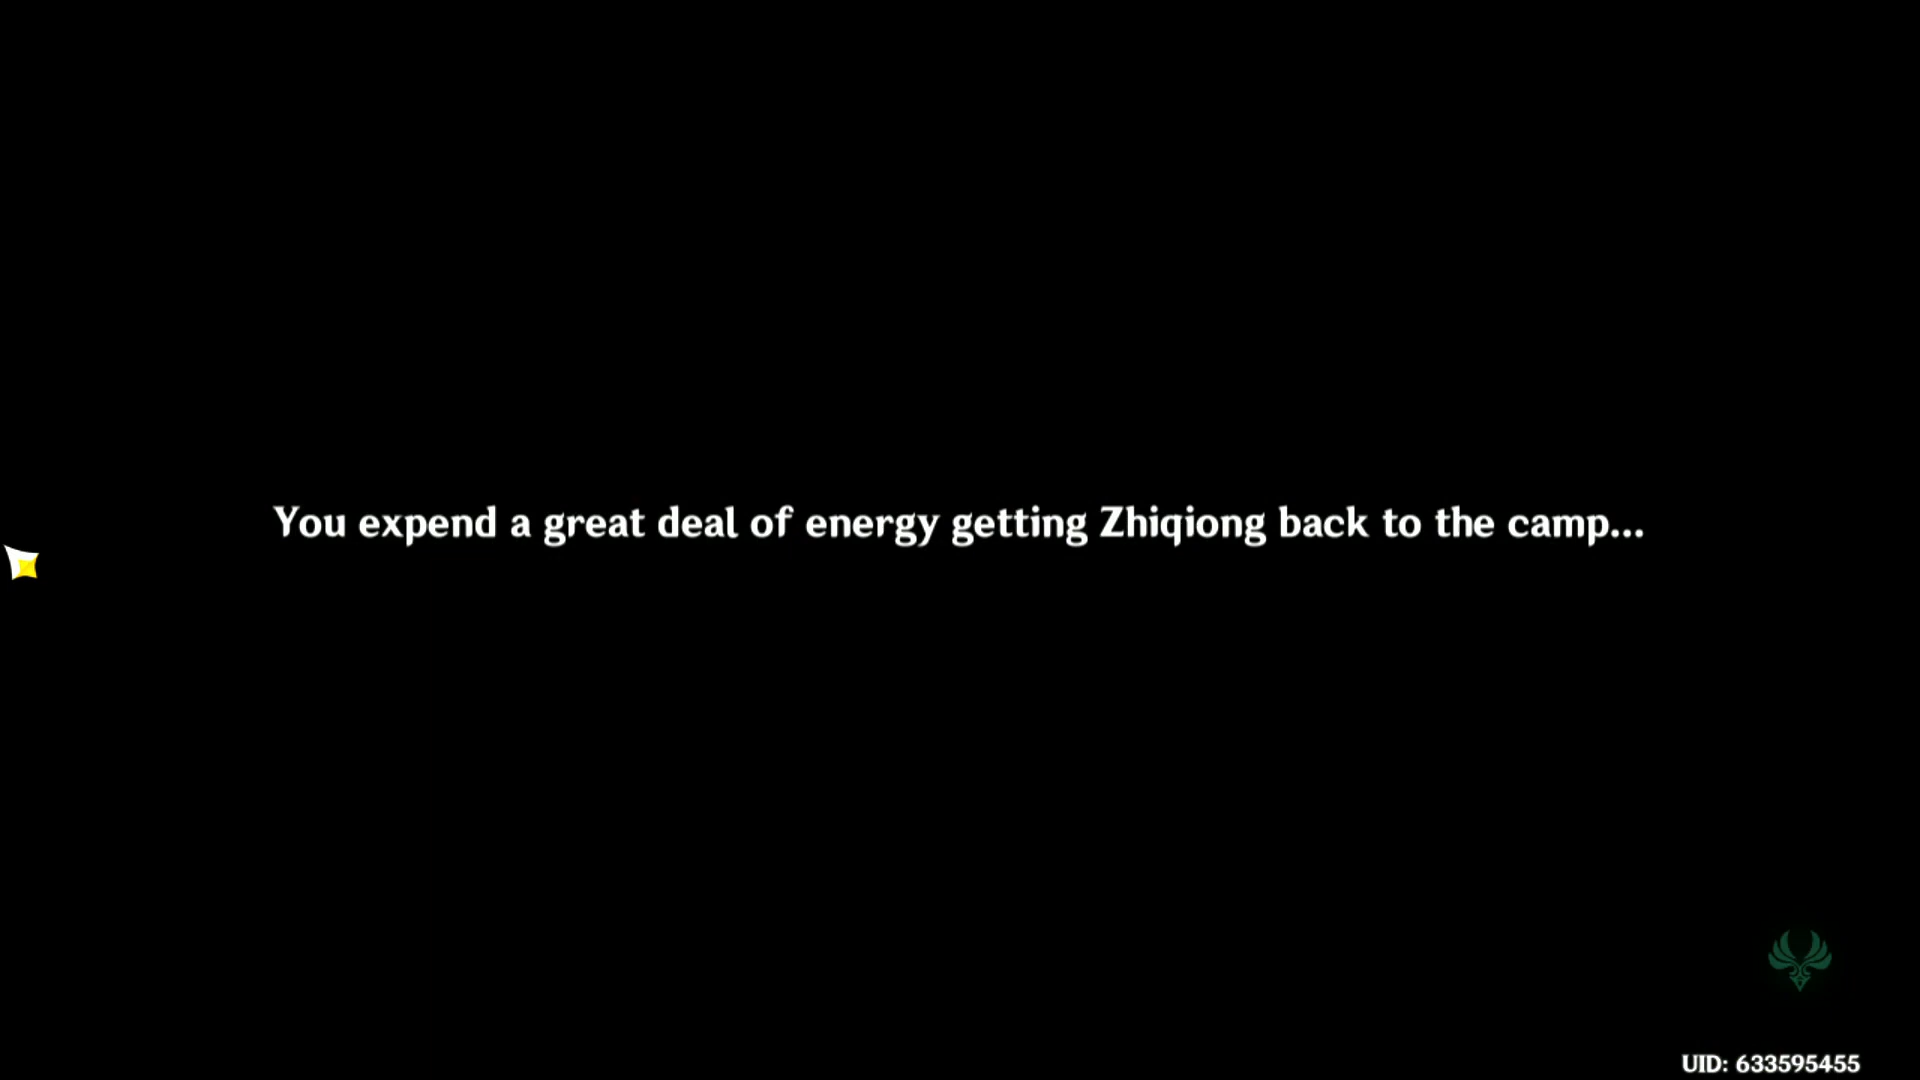 You expend a great deal of energy getting Zhiqiong back to the camp...
UID: 633595455